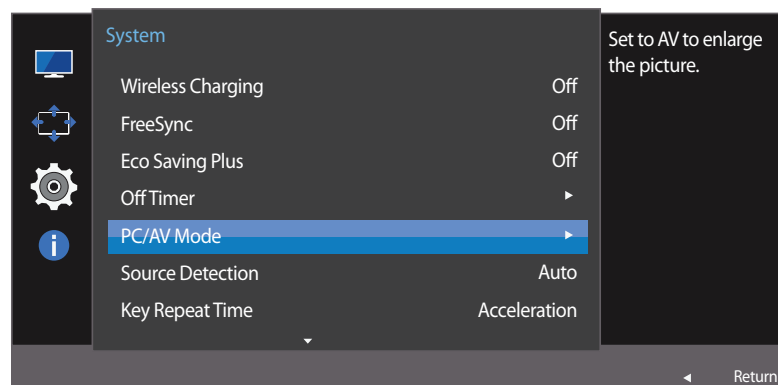 System
Set to AV to enlarge
the picture.
Wireless Charging Off
FreeSync Off
Eco Saving Plus Off
Off Timer ►
PC/AV Mode ►
Source Detection Auto
Key Repeat Time Acceleration
▼
◄ Return